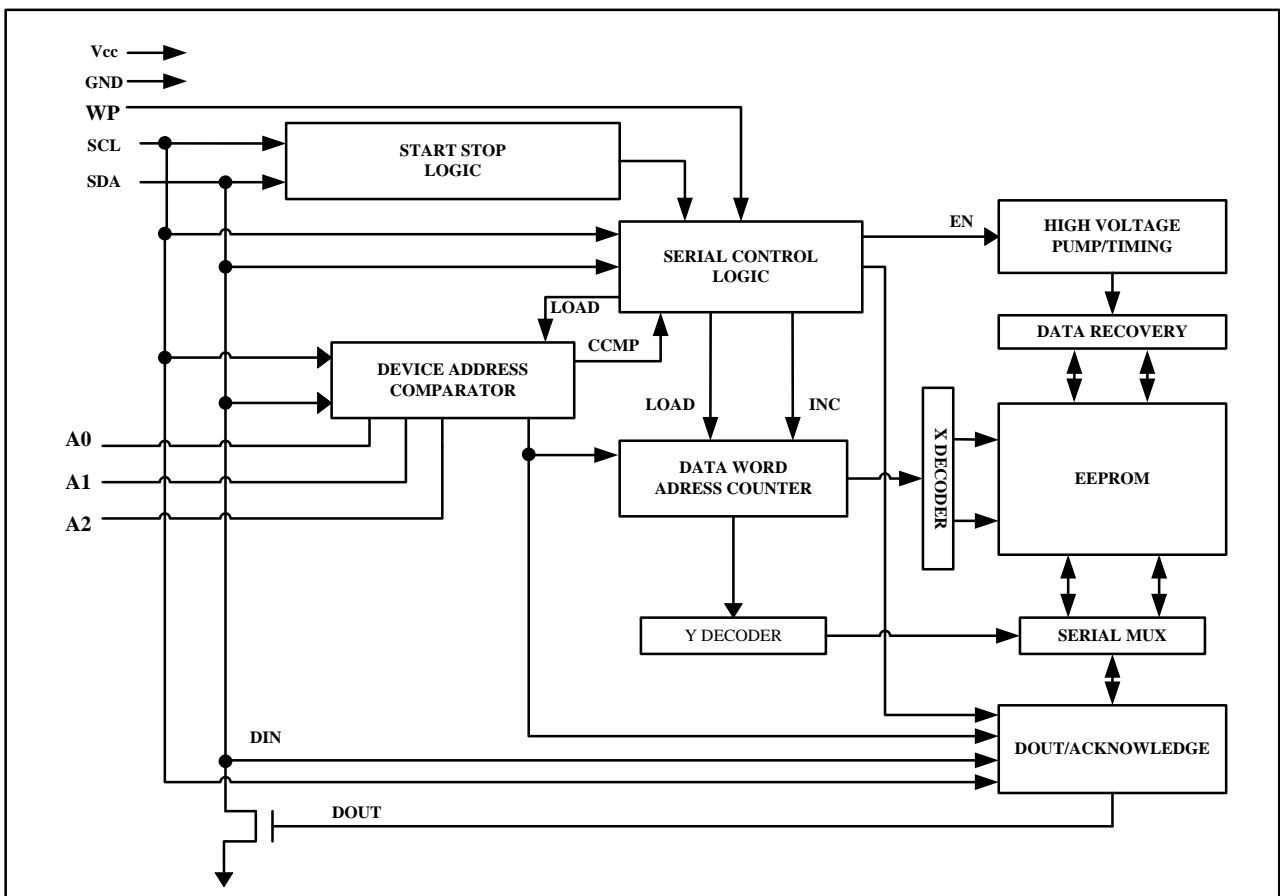 Vcc
GND
WP
SCL
SDA
START STOP
LOGIC
SERIAL CONTROL
LOGIC
EN
HIGH VOLTAGE
PUMP/TIMING
LOAD
CCMP
DATA RECOVERY
DEVICE ADDRESS
COMPARATOR
LOAD
INC
A0
A1
A2
DATA WORD
ADRESS COUNTER
X DECODER
EEPROM
Y DECODER
SERIAL MUX
DIN
DOUT/ACKNOWLEDGE
DOUT